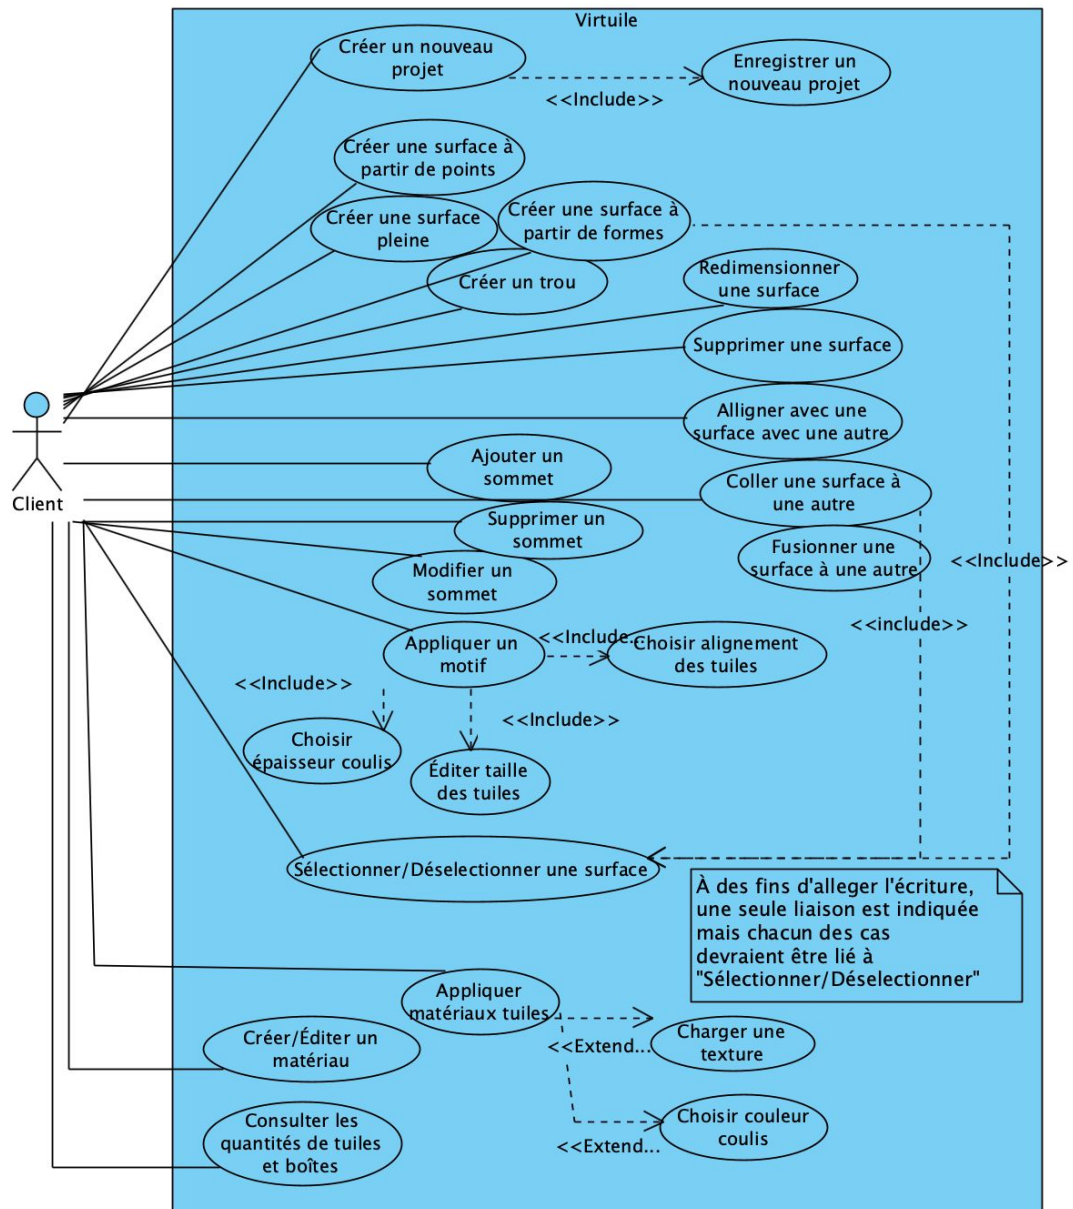 Virtuile
Créer un nouveau
projet
Enregistrer un
nouveau projet
<<Include>>
Créer une surface à
partir de points
Créer une surface
pleine
Créer une surface à
partir de formes
Créer un trou
Redimensionner
une surface
Supprimer une surface
Alligner avec une
surface avec une autre
Client
Ajouter un
sommet
Coller une surface à
une autre
Supprimer un
sommet
Fusionner une
surface à une autre
<<Include>>
Modifier un
sommet
<<include>>
Appliquer un
motif
<<Include...
Choisir alignement
des tuiles
<<Include>>
<<Include>>
Choisir
épaisseur coulis
Éditer taille
des tuiles
Sélectionner/Déselectionner une surface
À des fins d'alleger l'écriture,
une seule liaison est indiquée
mais chacun des cas
devraient être lié à
"Sélectionner/Déselectionner"
Appliquer
matériaux tuiles
<<Extend...
Charger une
texture
Créer/Éditer un
matériau
Choisir couleur
coulis
<<Extend...
Consulter les
quantités de tuiles
et boîtes